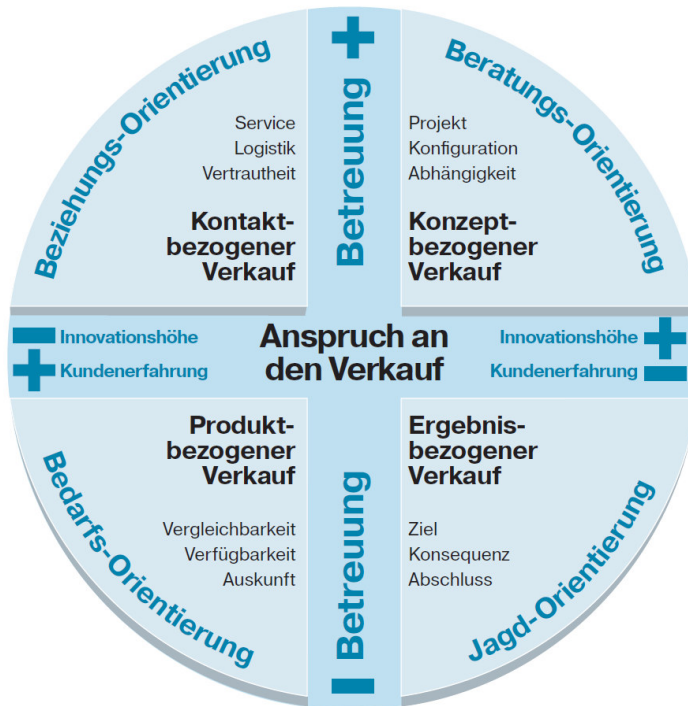 Beziehungs-Orientierung
Service
Logistik
Vertrautheit
Kontakt-
bezogener
Verkauf
+
Betreuung
Beratungs-Orientierung
Projekt
Konfiguration
Abhängigkeit
Konzept-
bezogener
Verkauf
− Innovationshöhe
+ Kundenerfahrung
Anspruch an
den Verkauf
Innovationshöhe +
Kundenerfahrung −
Produkt-
bezogener
Verkauf
Vergleichbarkeit
Verfügbarkeit
Auskunft
Bedarfs-Orientierung
Betreuung
−
Ergebnis-
bezogener
Verkauf
Ziel
Konsequenz
Abschluss
Jagd-Orientierung